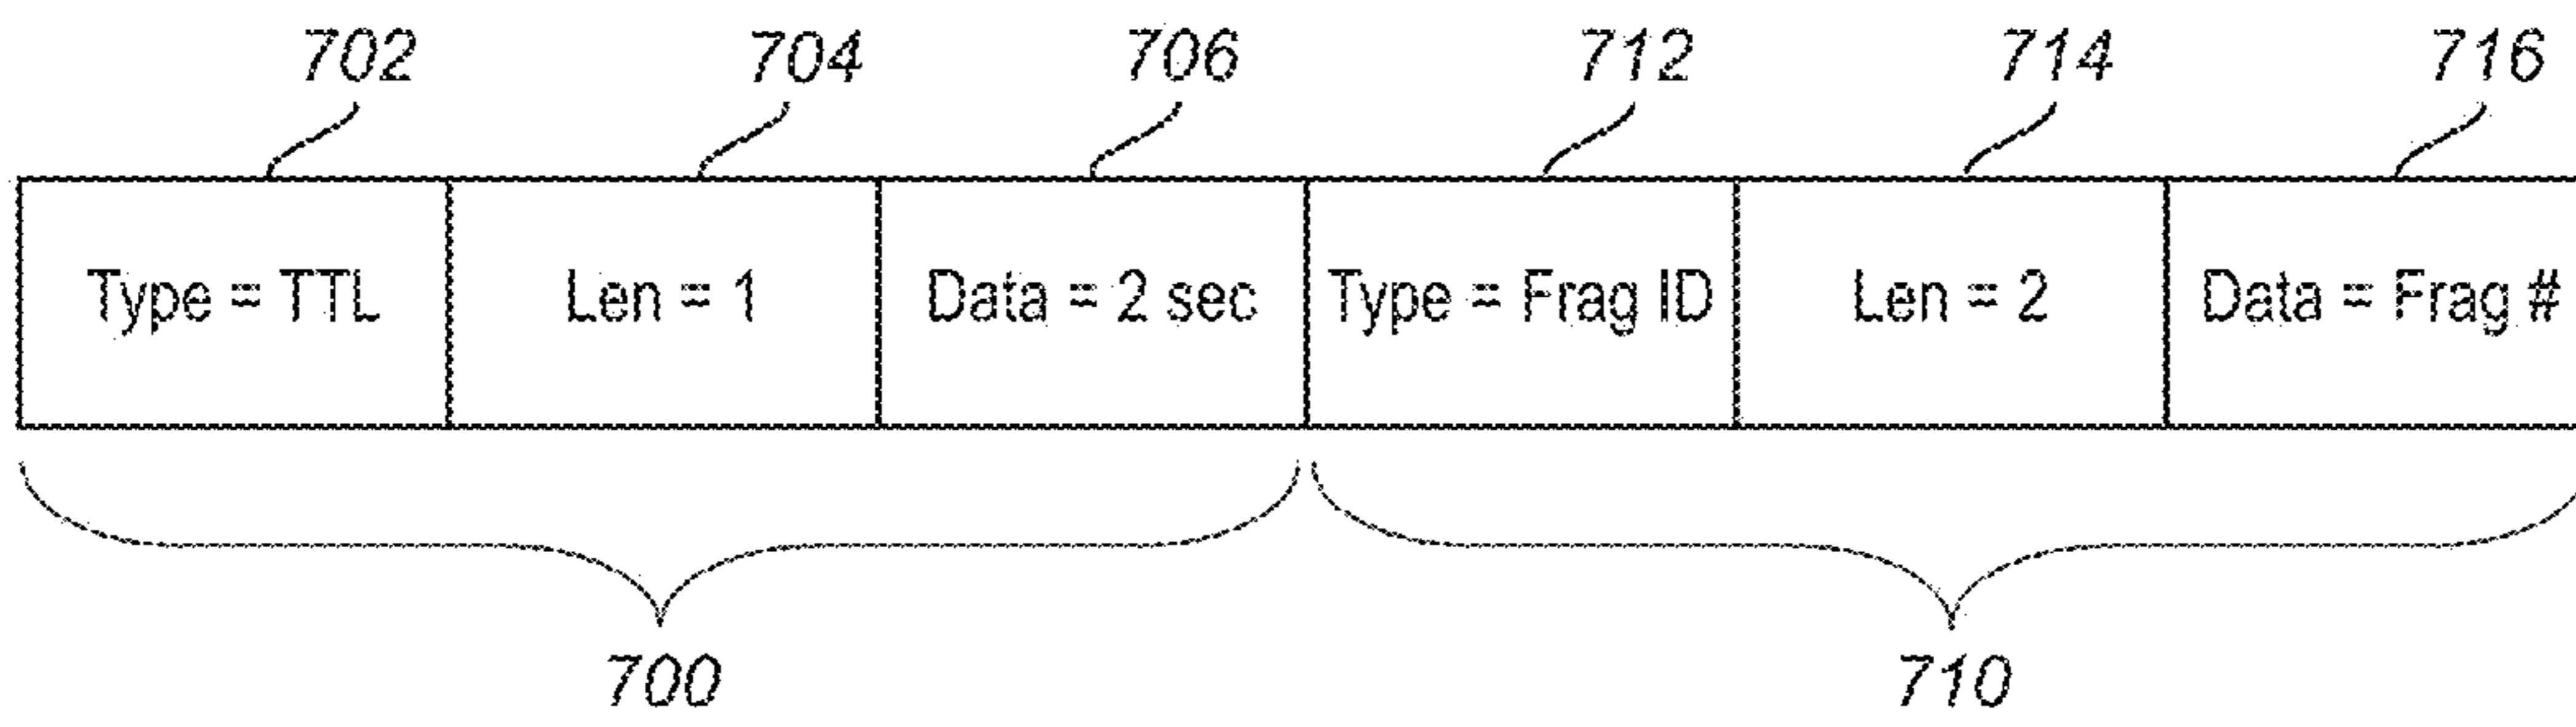 702 704 706 712 714 716
Type = TTL Len = 1 Data = 2 sec Type = Frag ID Len = 2 Data = Frag #
700 710